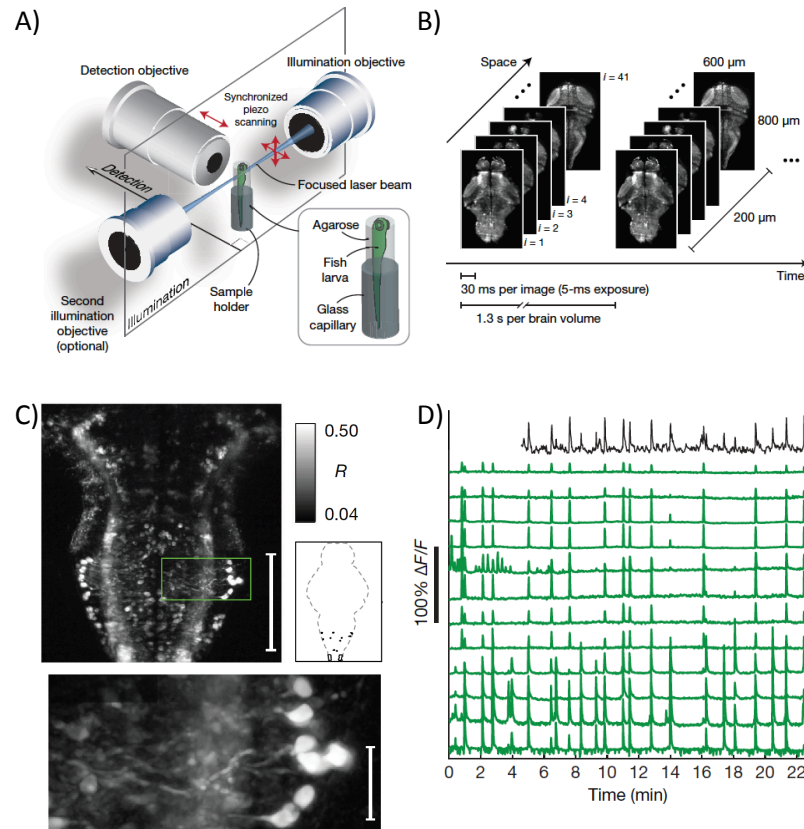 A)
Detection objective
Illumination objective
Synchronized
piezo
scanning
Detection
Focused laser beam
Agarose
Fish
larva
Glass
capillary
Sample
holder
Illumination
Second
illumination
objective
(optional)
B)
Space
i = 41
600 µm
800 µm
i = 4
i = 3
i = 2
i = 1
200 µm
Time
30 ms per image (5-ms exposure)
1.3 s per brain volume
C)
0.50
R
0.04
D)
100% ΔF/F
0 2 4 6 8 10 12 14 16 18 20 22
Time (min)